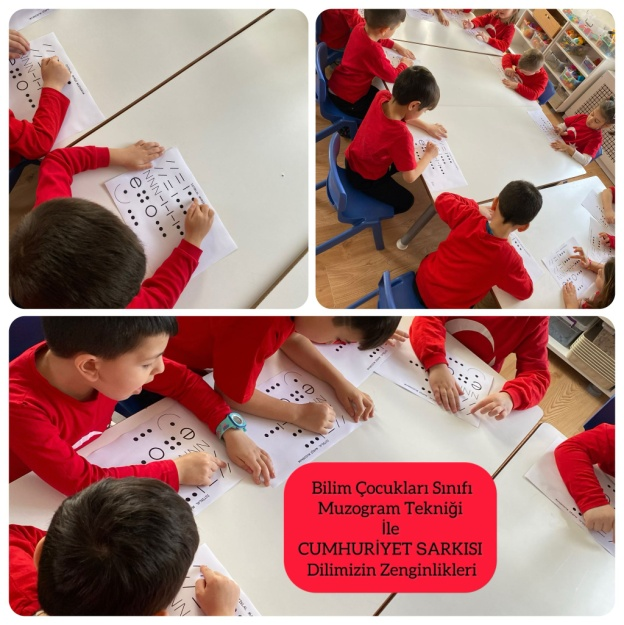 Bilim Çocukları Sınıfı
Muzogram Tekniği
İle
CUMHURİYET SARKISI
Dilimizin Zenginlikleri